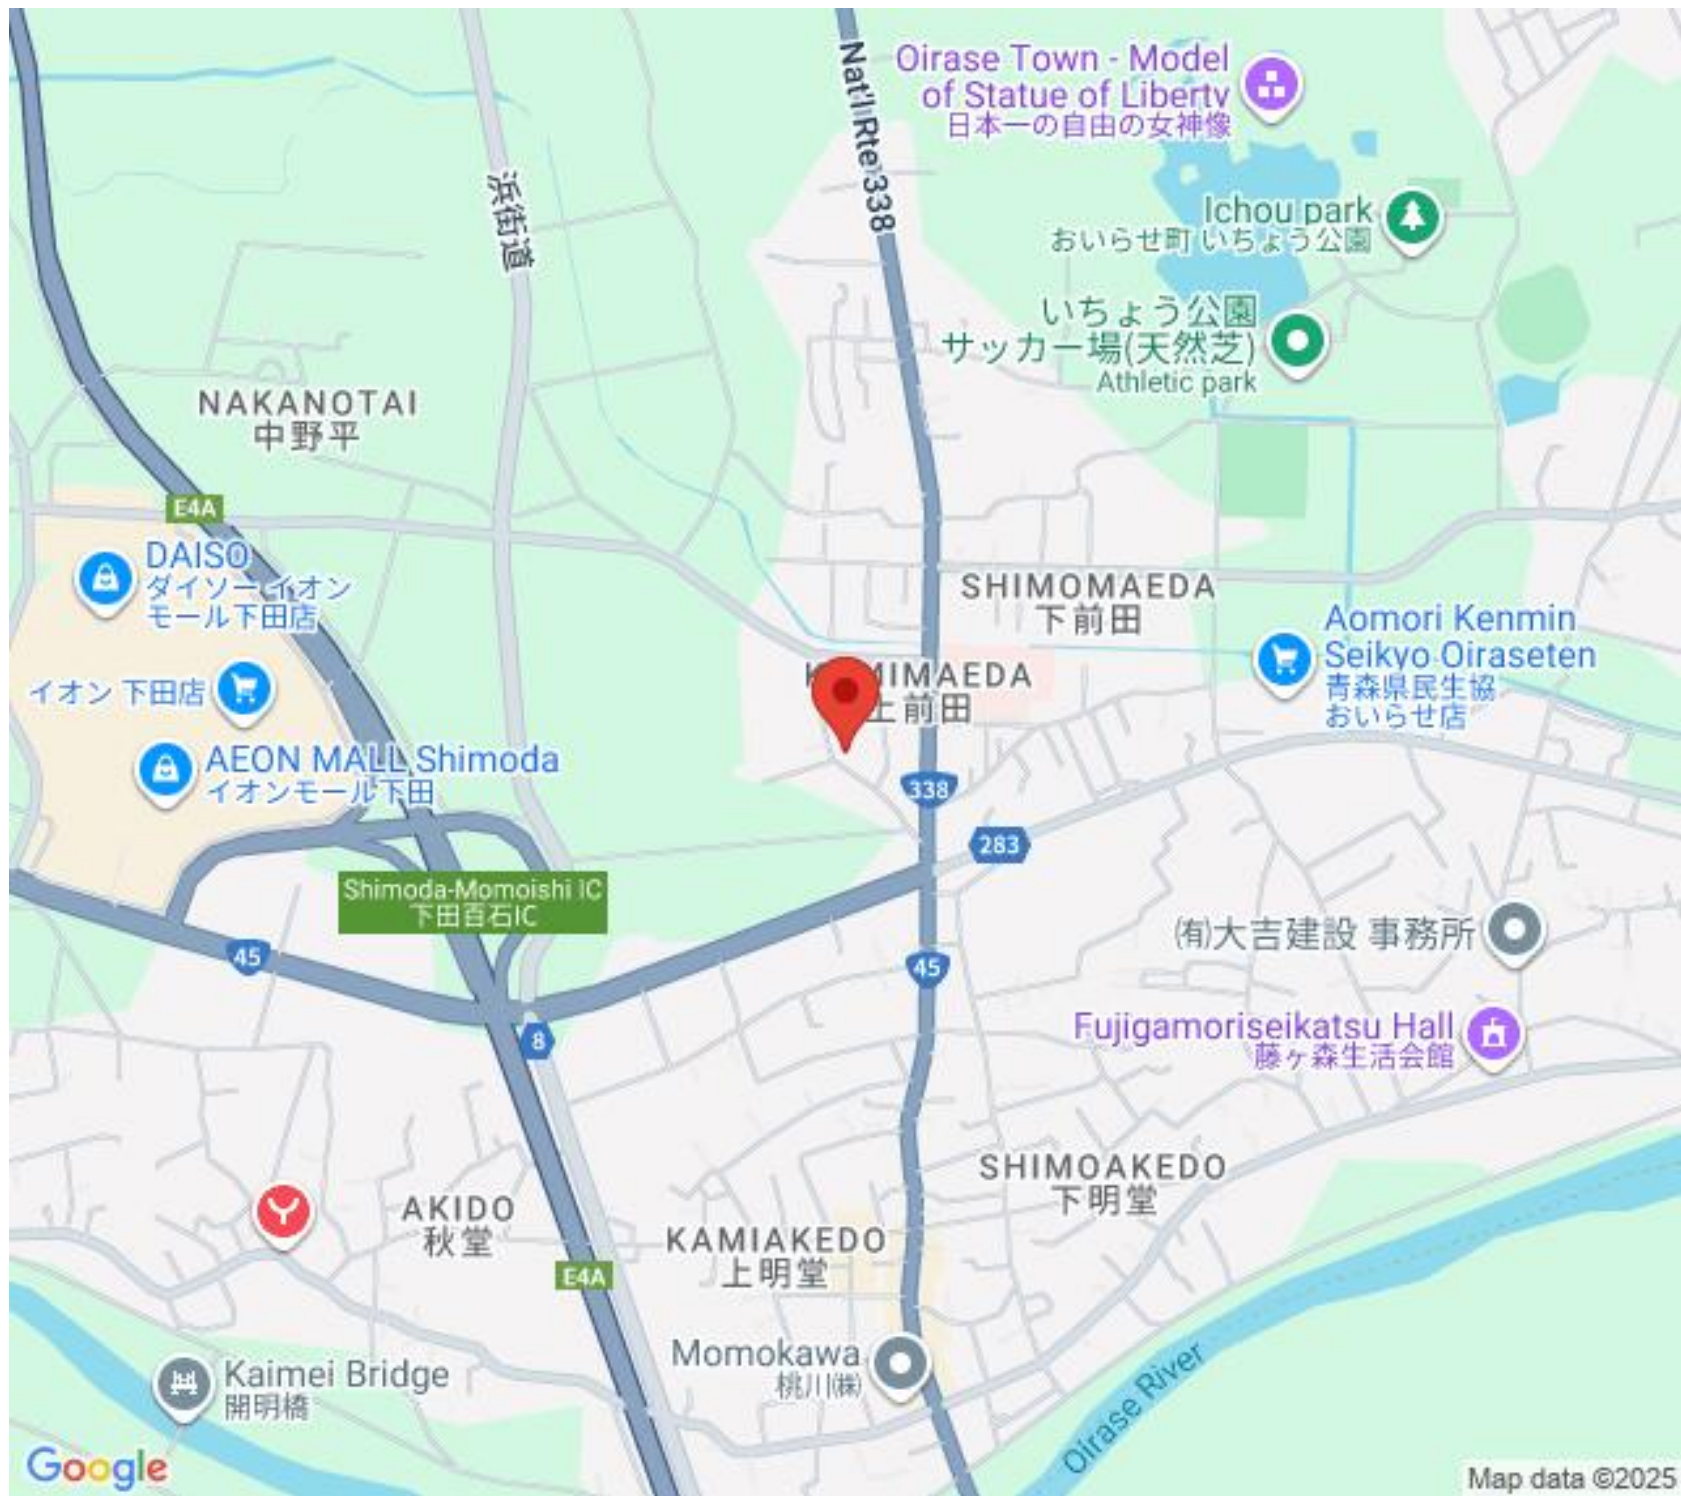 Oirase Town - Model
of Statue of Liberty
日本一の自由の女神像
Nat'l Rte 338
浜街道
Ichou park
おいらせ町 いちょう公園
いちょう公園
サッカー場(天然芝)
Athletic park
NAKANOTAI
中野平
E4A
DAISO
ダイソーイオン
モール下田店
SHIMOMAEDA
下前田
Aomori Kenmin
Seikyo Oiraseten
青森県民生協
おいらせ店
イオン 下田店
MIMAEDA
上前田
AEON MALL Shimoda
イオンモール下田
338
283
Shimoda-Momoishi IC
下田百石IC
㈲大吉建設 事務所
45
45
8
Fujigamoriseikatsu Hall
藤ヶ森生活会館
SHIMOAKEDO
下明堂
AKIDO
秋堂
KAMIAKEDO
上明堂
E4A
Momokawa
桃川㈱
Kaimei Bridge
開明橋
Oirase River
Google
Map data ©2025